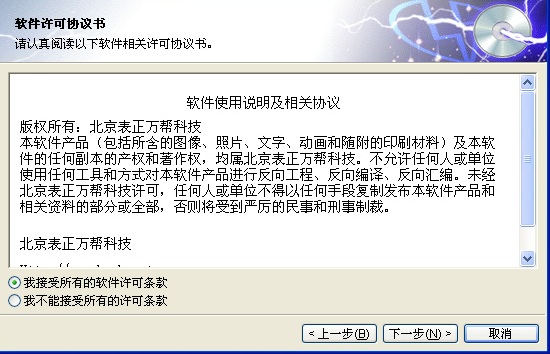 软件许可协议书
请认真阅读以下软件相关许可协议书。
软件使用说明及相关协议
版权所有：北京表正万帮科技
本软件产品（包括所含的图像、照片、文字、动画和随附的印刷材料）及本软
件的任何副本的产权和著作权，均属北京表正万帮科技。不允许任何人或单位
使用任何工具和方式对本软件产品进行反向工程、反向编译、反向汇编。未经
北京表正万帮科技许可，任何人或单位不得以任何手段复制发布本软件产品和
相关资料的部分或全部，否则将受到严厉的民事和刑事制裁。
北京表正万帮科技
我接受所有的软件许可条款
我不能接受所有的许可条款
< 上一步(B) 下一步(N) > 取消